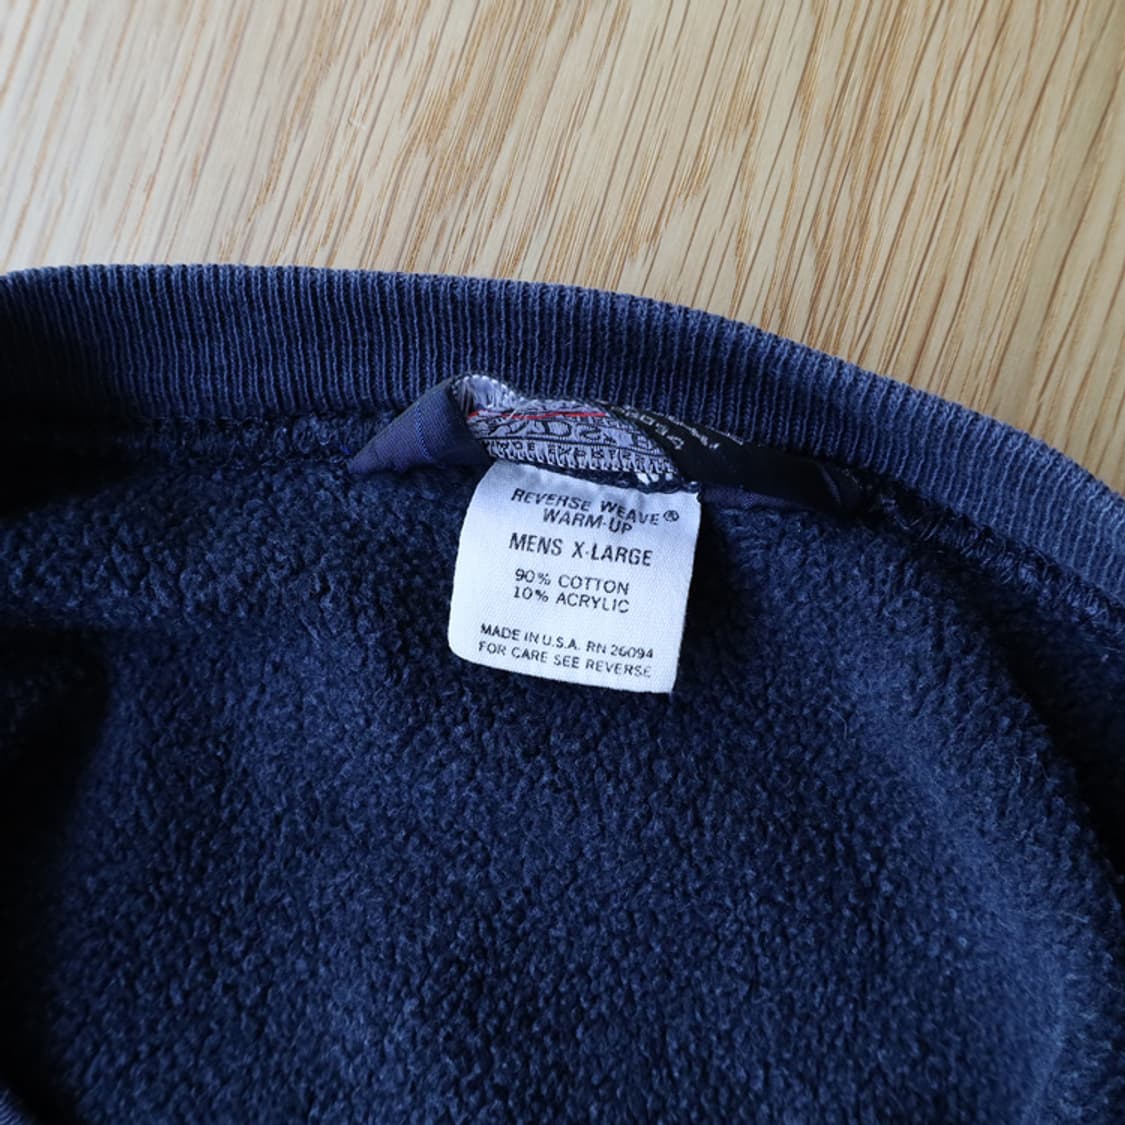 REVERSE WEAVE®
WARM-UP
MENS X-LARGE
90% COTTON
10% ACRYLIC
MADE IN U.S.A. RN 26094
FOR CARE SEE REVERSE